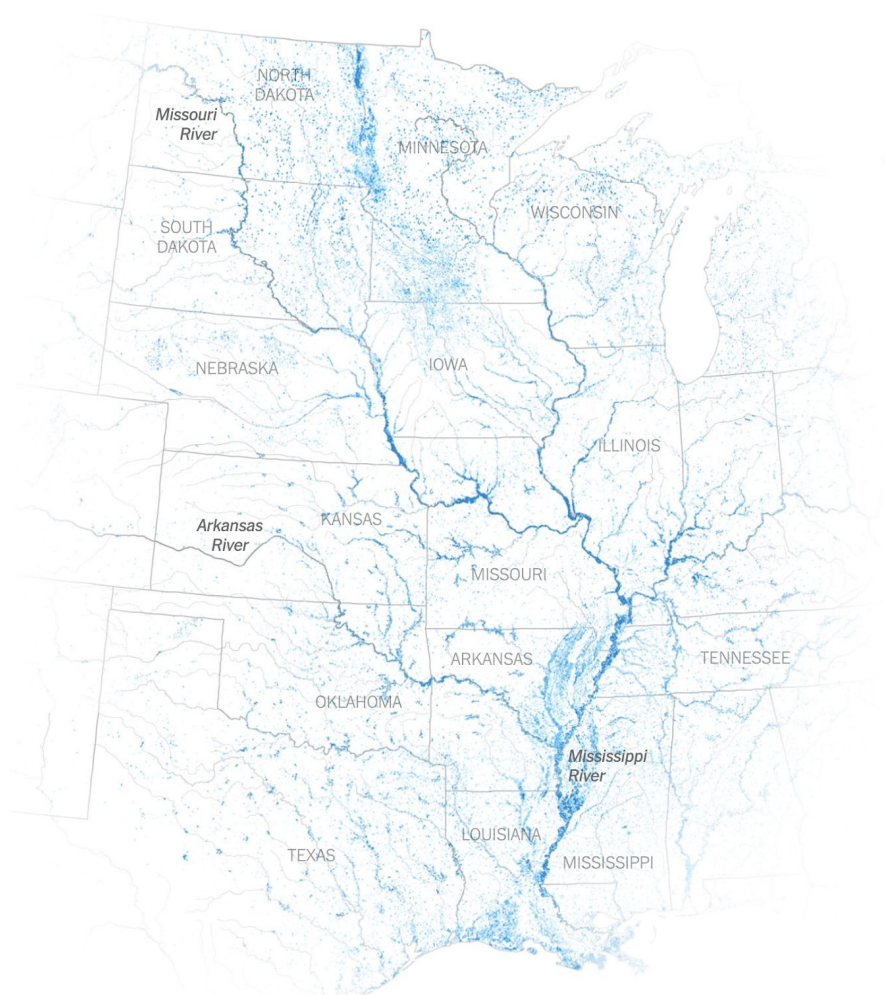 NORTH
DAKOTA
Missouri
River
MINNESOTA
WISCONSIN
SOUTH
DAKOTA
NEBRASKA
IOWA
ILLINOIS
Arkansas
River
KANSAS
MISSOURI
ARKANSAS
TENNESSEE
OKLAHOMA
Mississippi
River
LOUISIANA
TEXAS
MISSISSIPPI